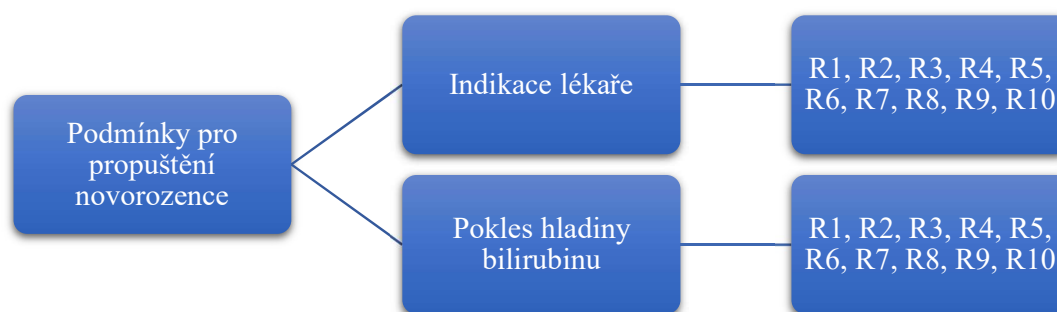 Podmínky pro
propuštění
novorozence
Indikace lékaře
R1, R2, R3, R4, R5,
R6, R7, R8, R9, R10
Pokles hladiny
bilirubinu
R1, R2, R3, R4, R5,
R6, R7, R8, R9, R10